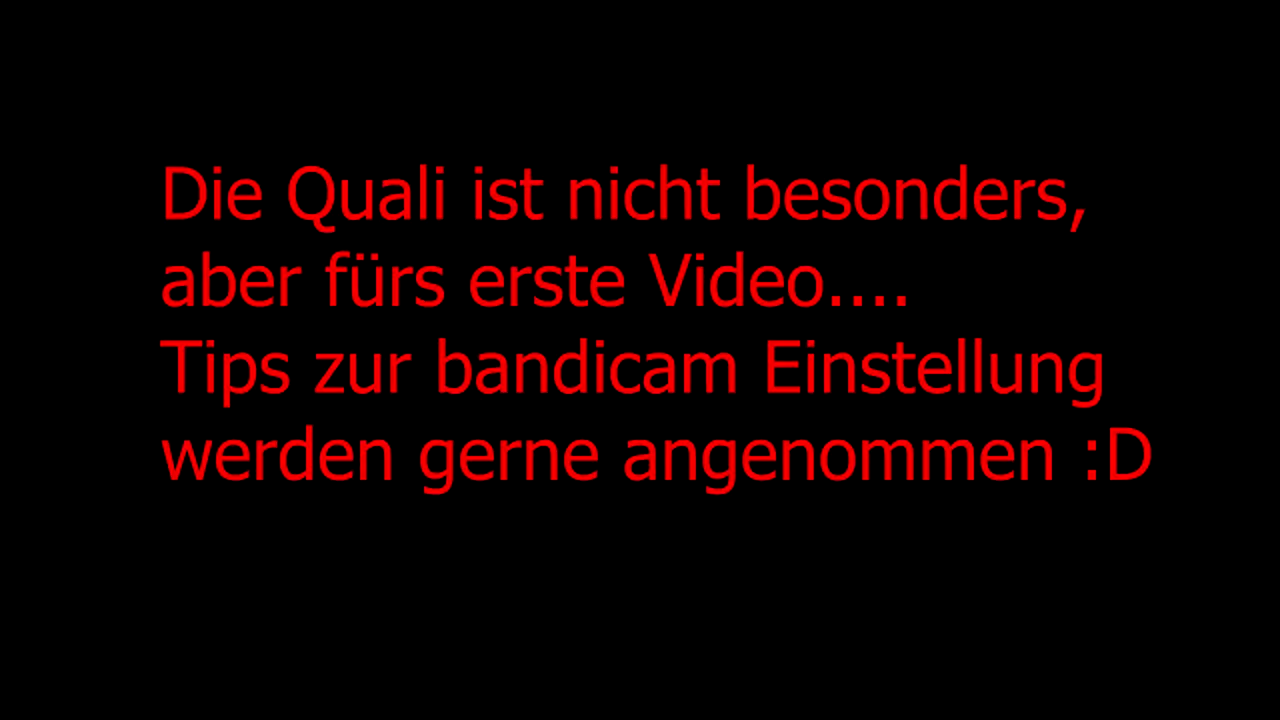 Die Quali ist nicht besonders,
aber fürs erste Video....
Tips zur bandicam Einstellung
werden gerne angenommen :D